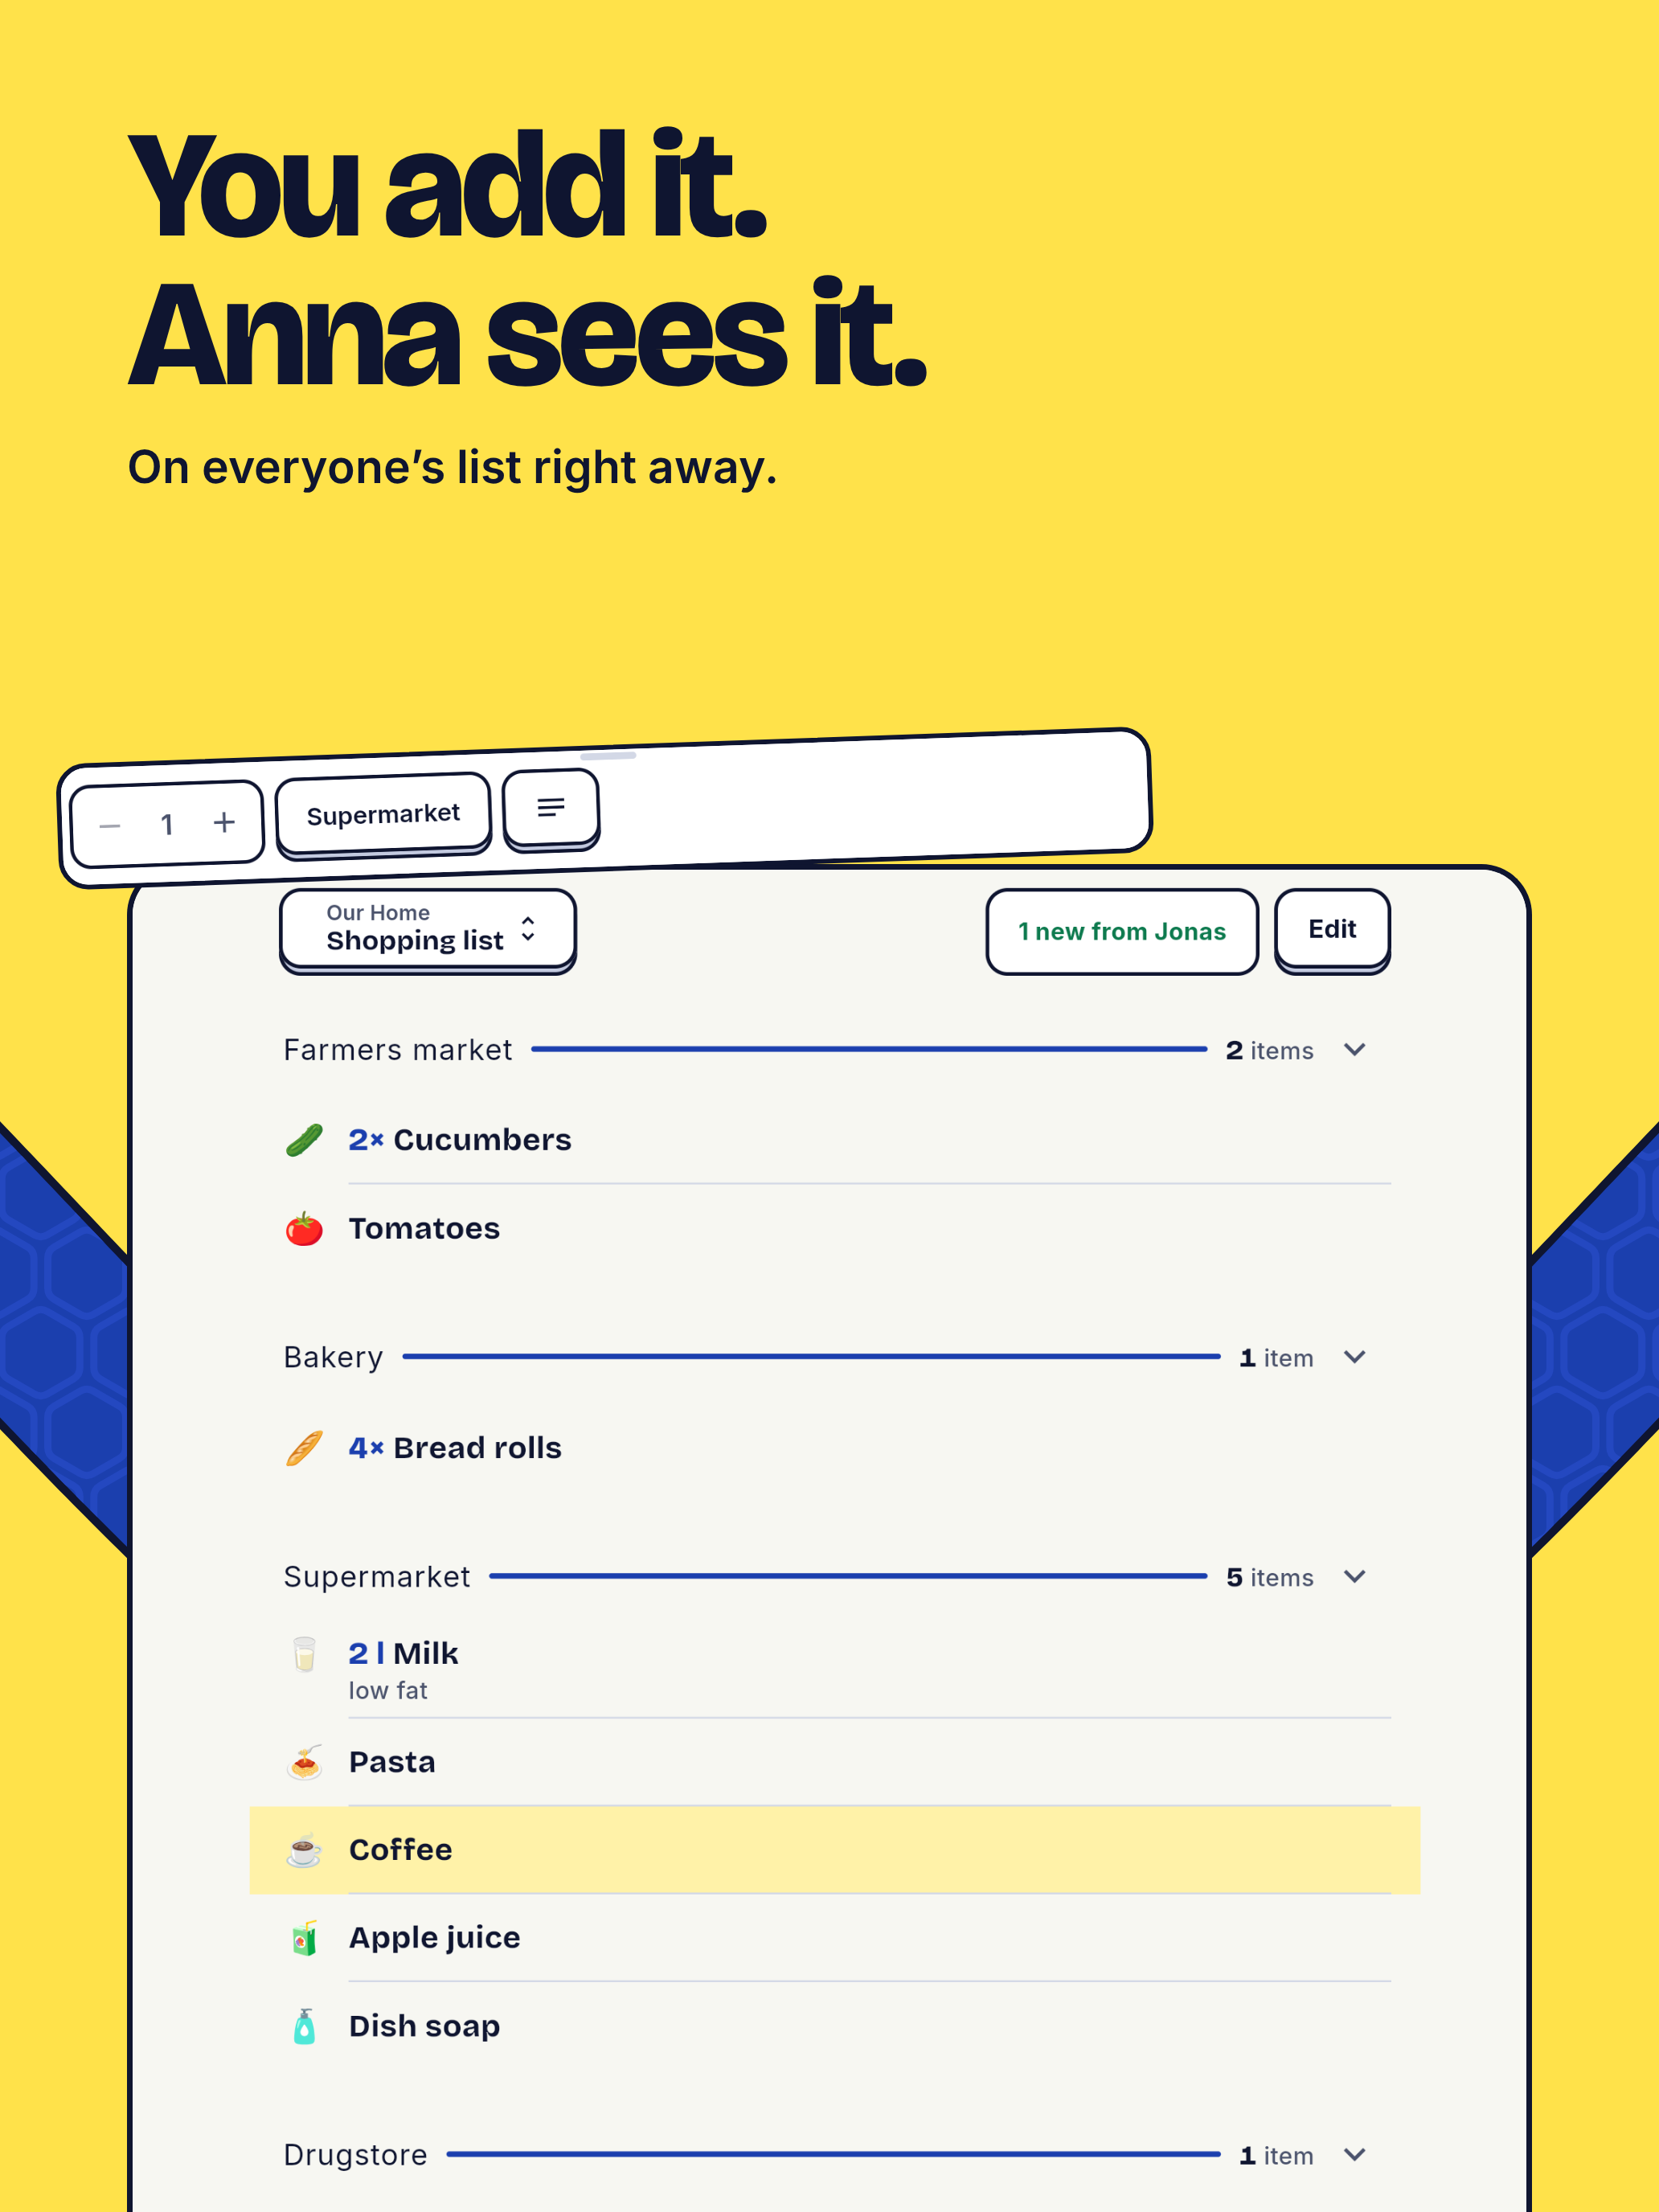 You add it.
Anna sees it.
On everyone’s list right away.
1 Supermarket
Our Home
Shopping list
1 new from Jonas
Edit
Farmers market 2 items
2× Cucumbers
Tomatoes
Bakery 1 item
4× Bread rolls
Supermarket 5 items
2 l Milk
low fat
Pasta
Coffee
Apple juice
Dish soap
Drugstore 1 item